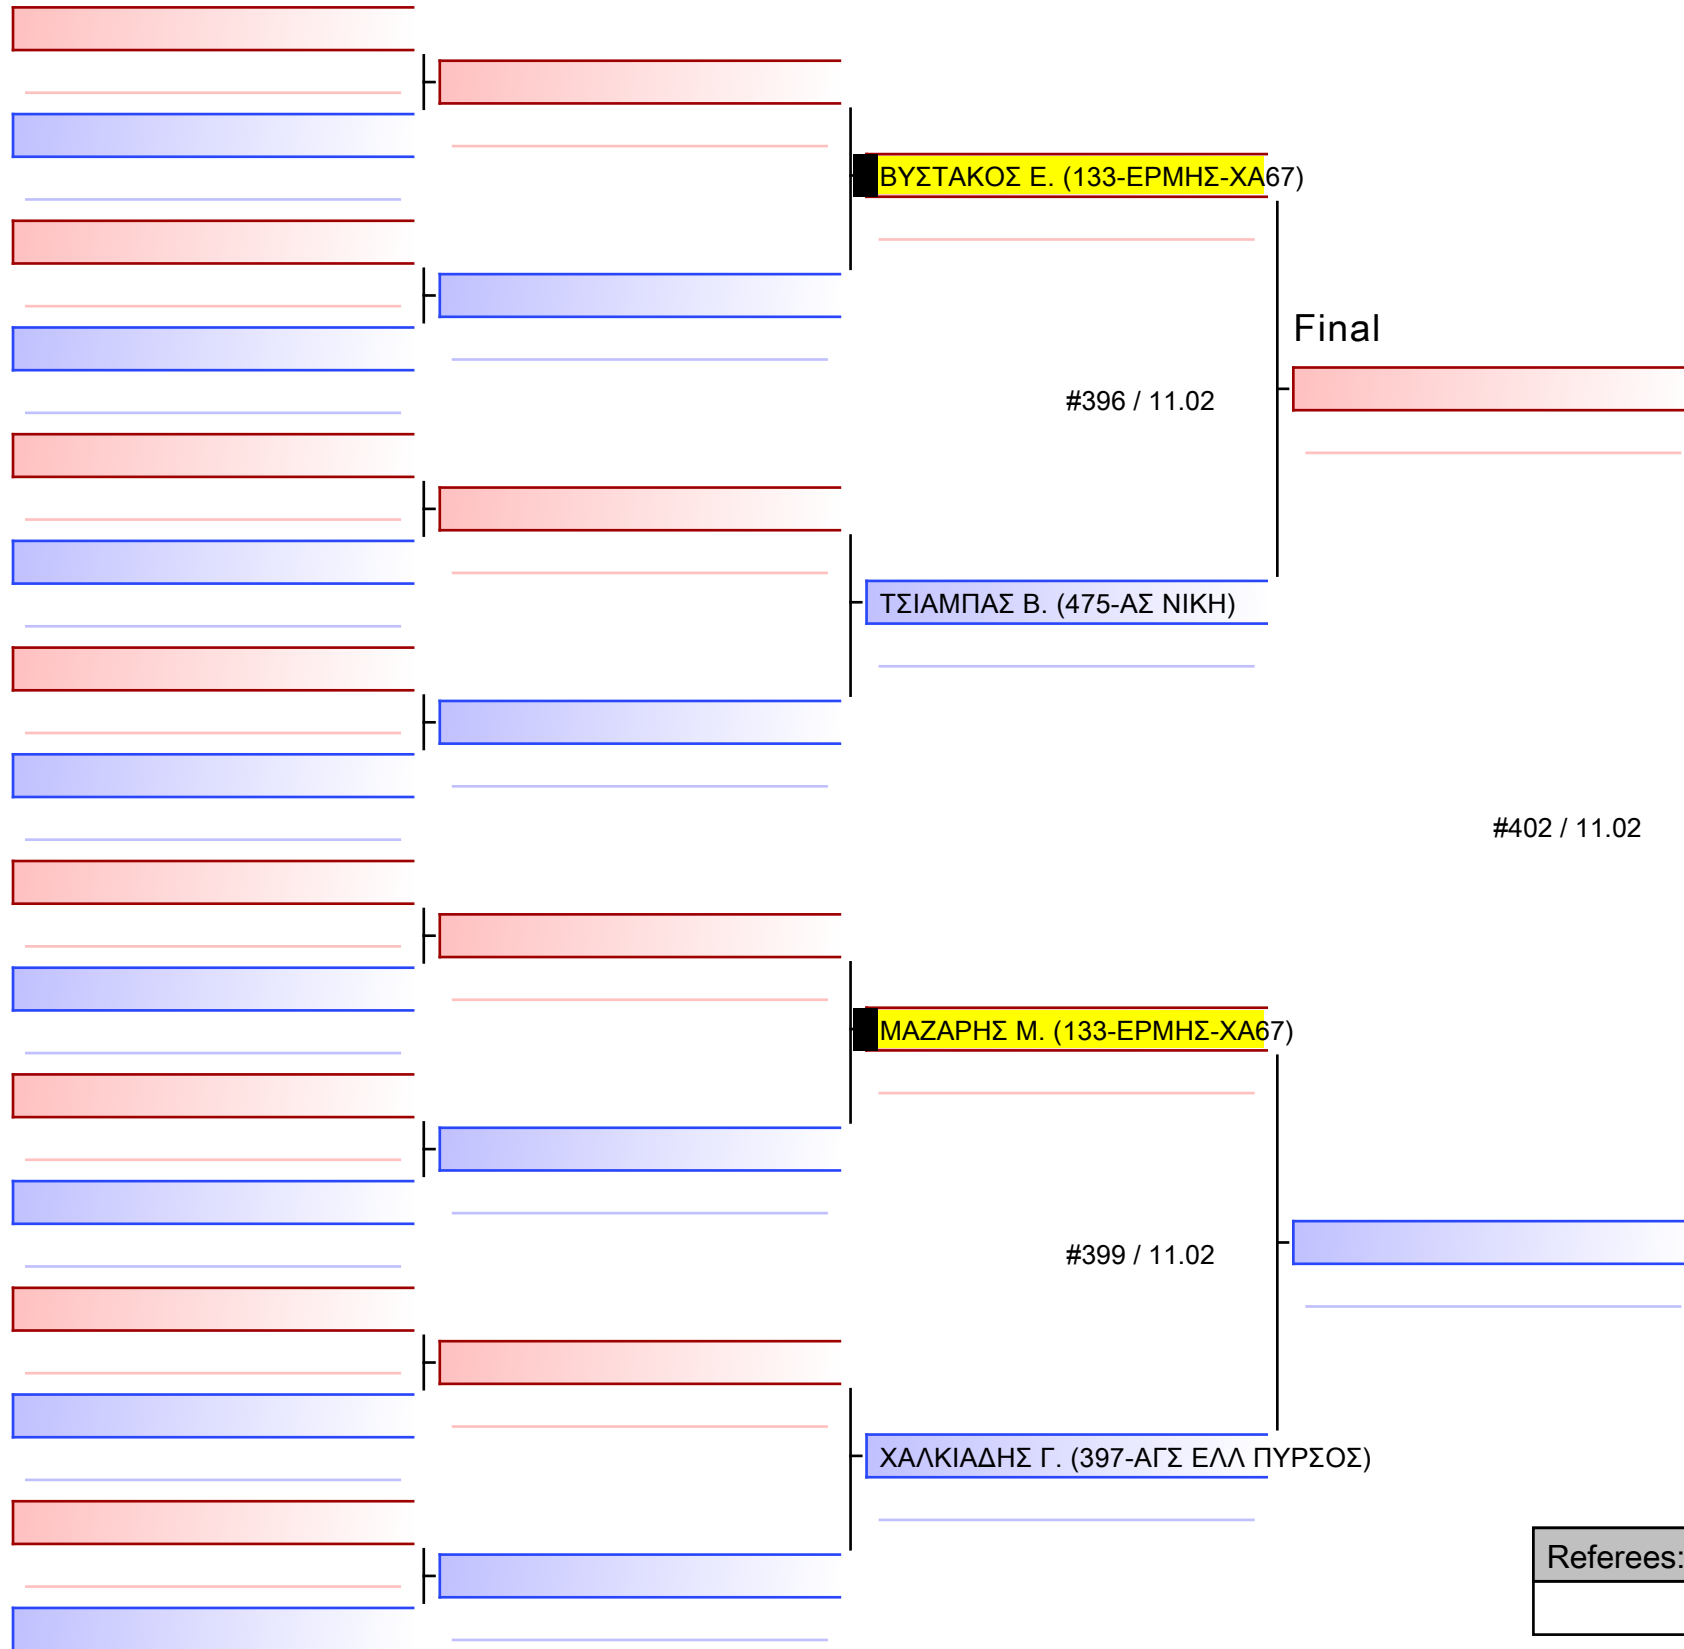 ΒΥΣΤΑΚΟΣ Ε. (133-ΕΡΜΗΣ-ΧΑ67)
Final
#396 / 11.02
ΤΣΙΑΜΠΑΣ Β. (475-ΑΣ ΝΙΚΗ)
#402 / 11.02
ΜΑΖΑΡΗΣ Μ. (133-ΕΡΜΗΣ-ΧΑ67)
#399 / 11.02
ΧΑΛΚΙΑΔΗΣ Γ. (397-ΑΓΣ ΕΛΛ ΠΥΡΣΟΣ)
Referees: